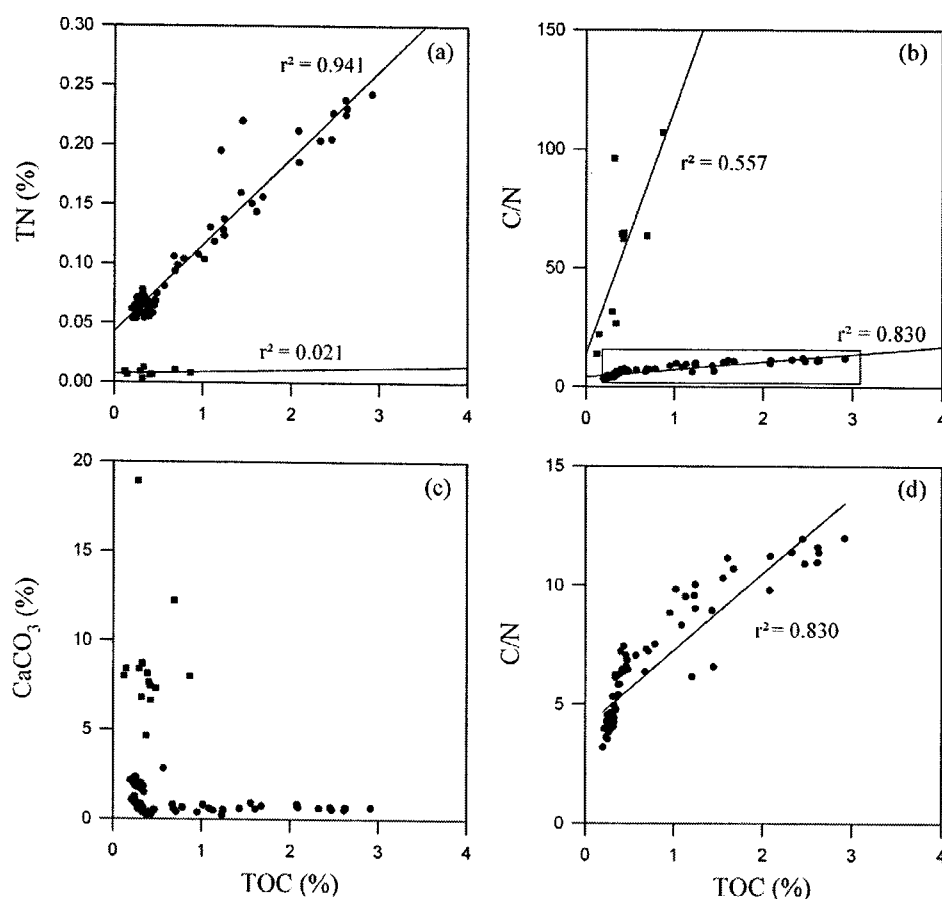 0.30
0.25
0.20
0.15
0.10
0.05
0.00
TN (%)
(a)
r² = 0.941
r² = 0.021
0 1 2 3 4
150
100
50
0
C/N
(b)
r² = 0.557
r² = 0.830
0 1 2 3 4
20
15
10
5
0
CaCO₃ (%)
(c)
0 1 2 3 4
TOC (%)
15
10
5
0
C/N
(d)
r² = 0.830
0 1 2 3 4
TOC (%)